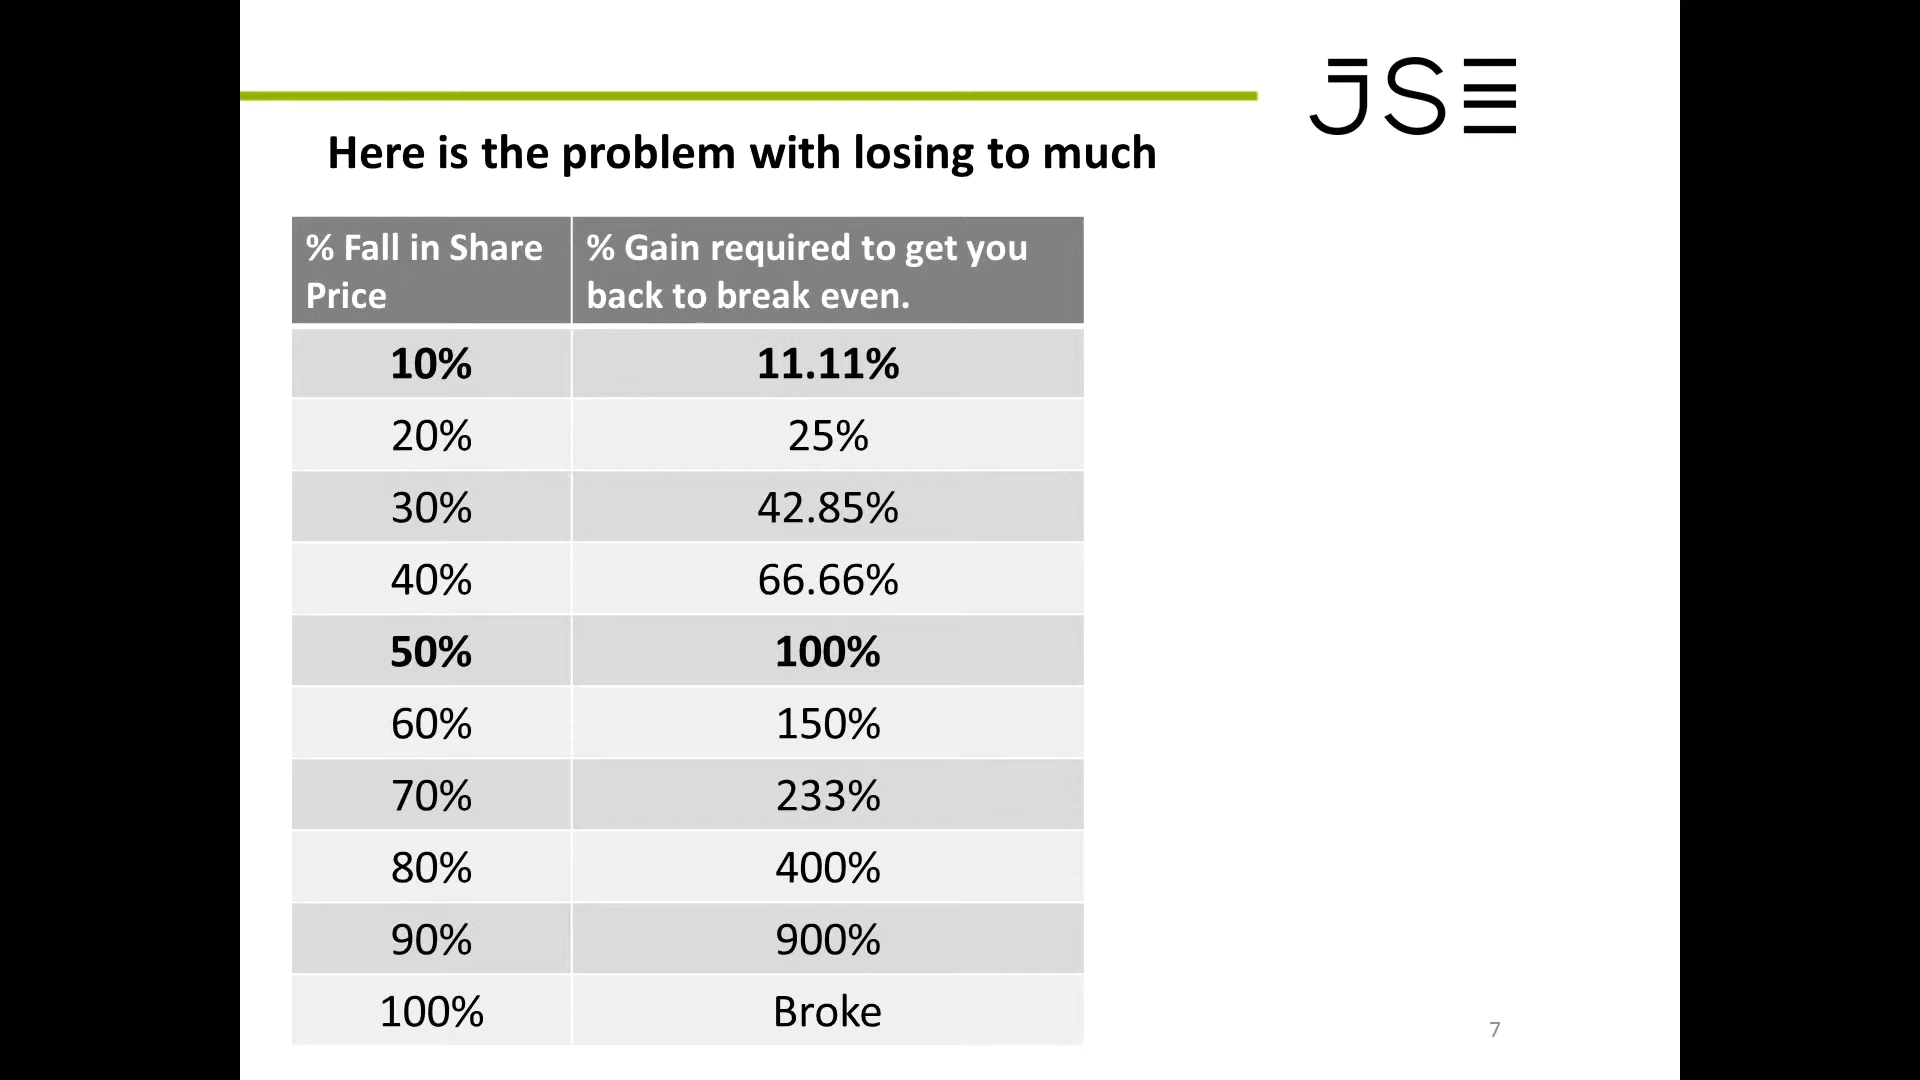 JSE
Here is the problem with losing to much
% Fall in Share Price % Gain required to get you back to break even.
10% 11.11%
20% 25%
30% 42.85%
40% 66.66%
50% 100%
60% 150%
70% 233%
80% 400%
90% 900%
100% Broke
7